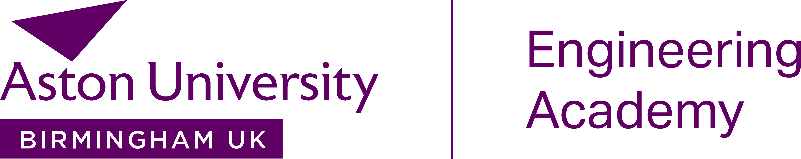 Aston University
BIRMINGHAM UK
Engineering
Academy